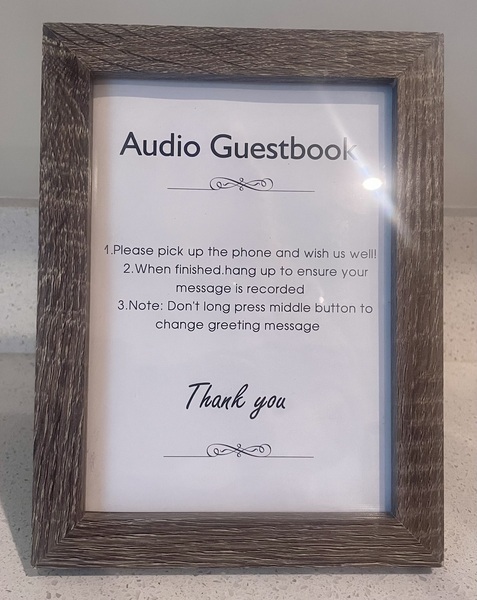 Audio Guestbook
1.Please pick up the phone and wish us well!
2.When finished.hang up to ensure your
message is recorded
3.Note: Don't long press middle button to
change greeting message
Thank you